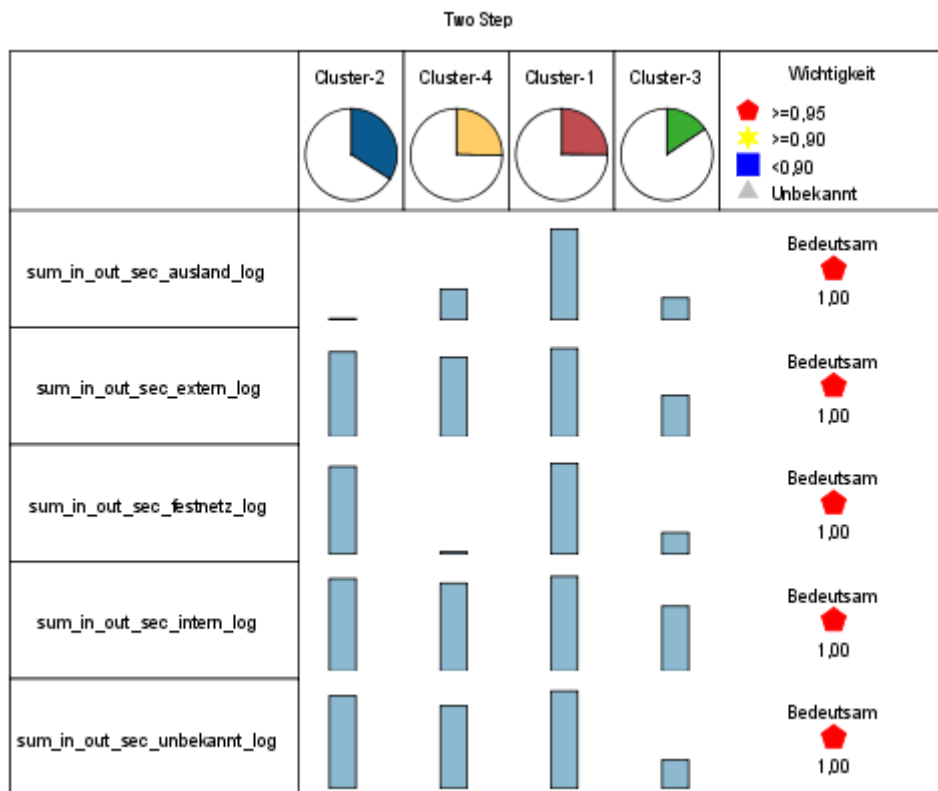 Two Step
Cluster-2 Cluster-4 Cluster-1 Cluster-3 Wichtigkeit
>=0,95
>=0,90
<0,90
Unbekannt
sum_in_out_sec_ausland_log Bedeutsam
1,00
sum_in_out_sec_extern_log Bedeutsam
1,00
sum_in_out_sec_festnetz_log Bedeutsam
1,00
sum_in_out_sec_intern_log Bedeutsam
1,00
sum_in_out_sec_unbekannt_log Bedeutsam
1,00